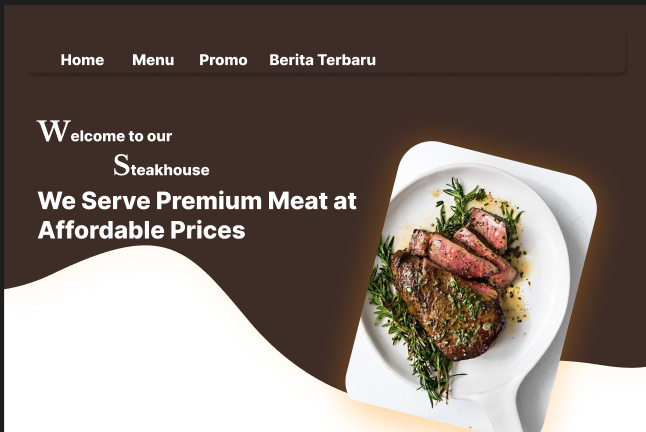 Home Menu Promo Berita Terbaru
Welcome to our
Steakhouse
We Serve Premium Meat at
Affordable Prices